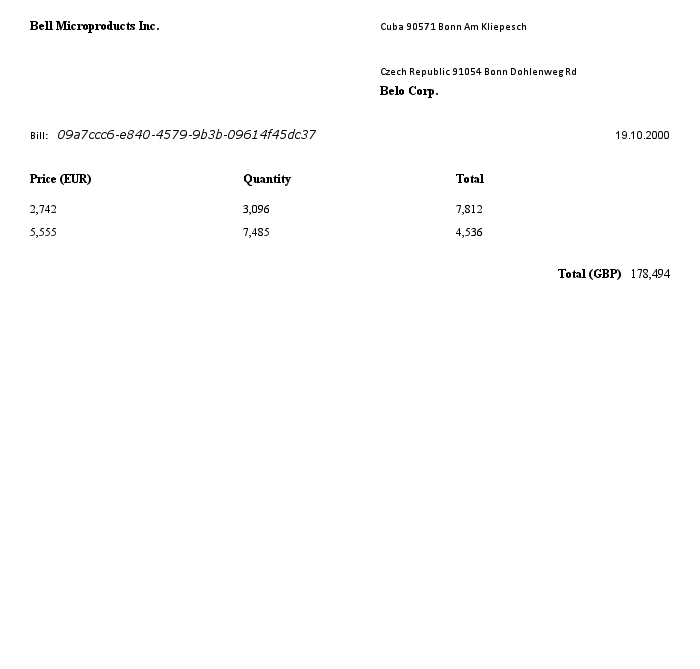 Bell Microproducts Inc. Cuba 90571 Bonn Am Kliepesch
Czech Republic 91054 Bonn Dohlenweg Rd
Belo Corp.
Bill: 09a7ccc6-e840-4579-9b3b-09614f45dc37 19.10.2000
Price (EUR) Quantity Total
2,742 3,096 7,812
5,555 7,485 4,536
Total (GBP) 178,494